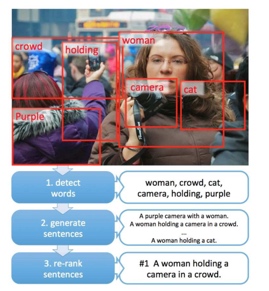 crowd
holding
woman
camera
cat
Purple
1. detect
words
woman, crowd, cat,
camera, holding, purple
2. generate
sentences
A purple camera with a woman.
A woman holding a camera in a crowd.
...
A woman holding a cat.
3. re-rank
sentences
#1 A woman holding a
camera in a crowd.